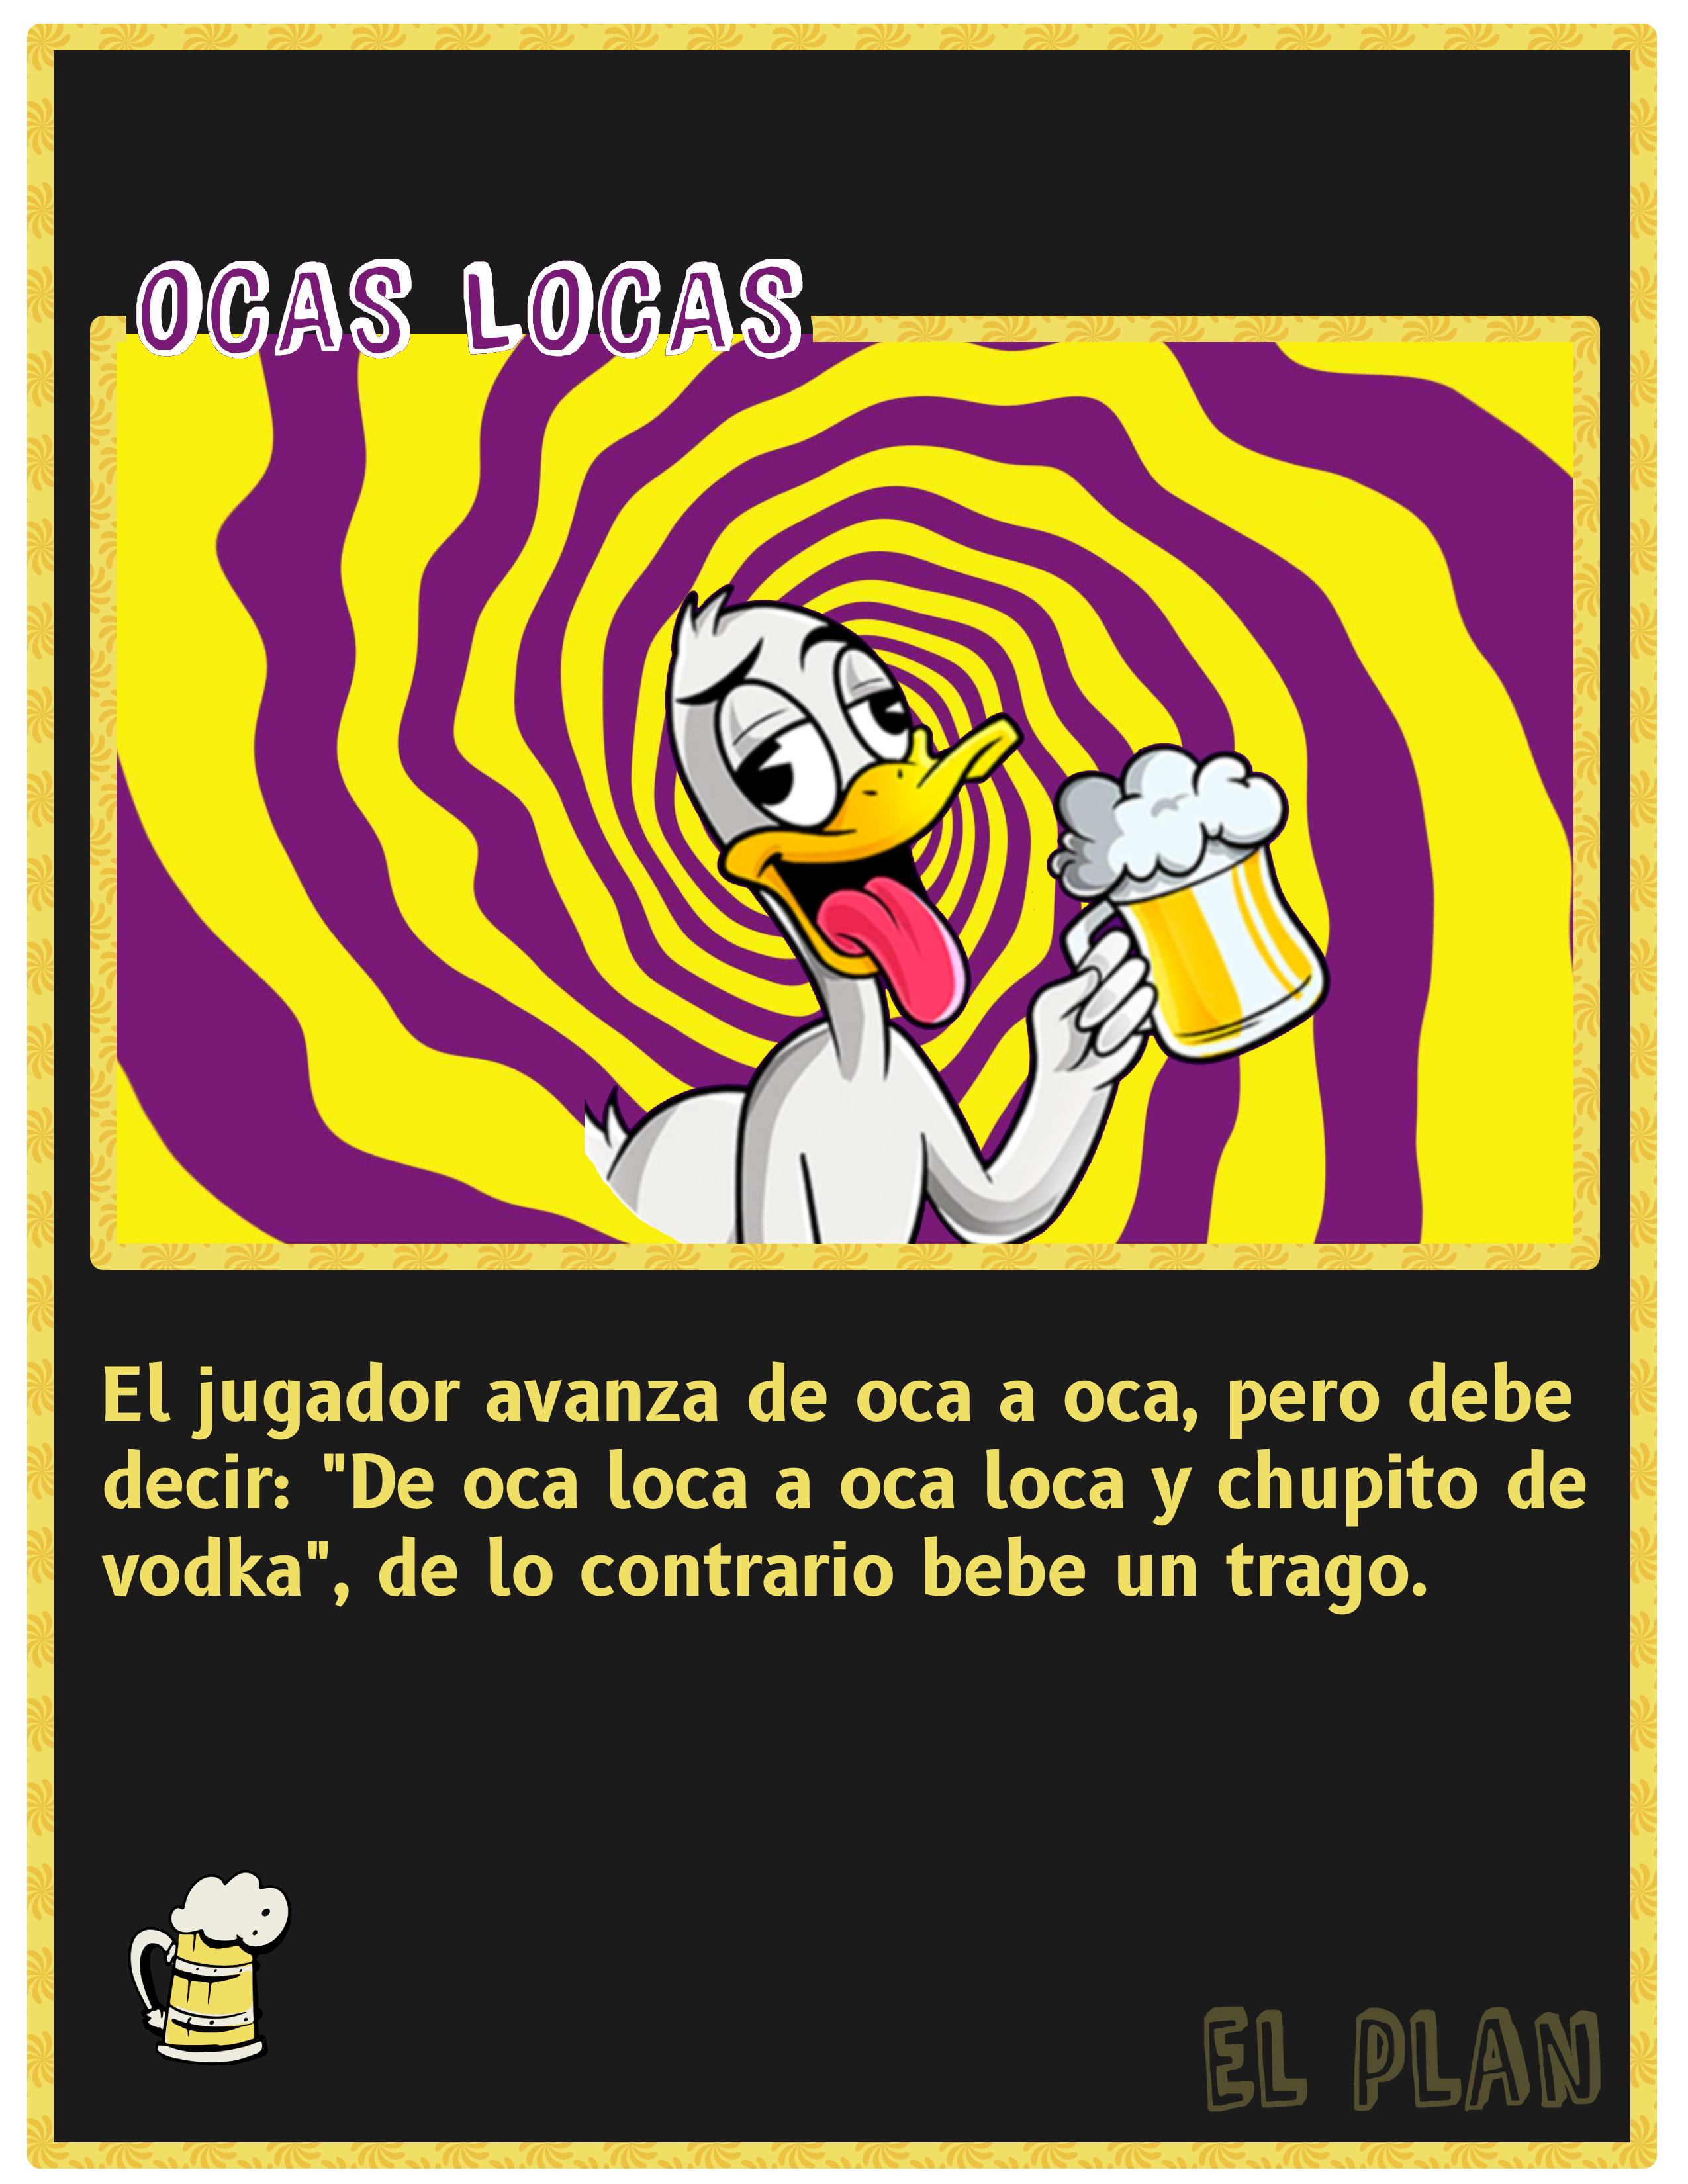 OCAS LOCAS
El jugador avanza de oca a oca, pero debe
decir: "De oca loca a oca loca y chupito de
vodka", de lo contrario bebe un trago.
EL PLAN